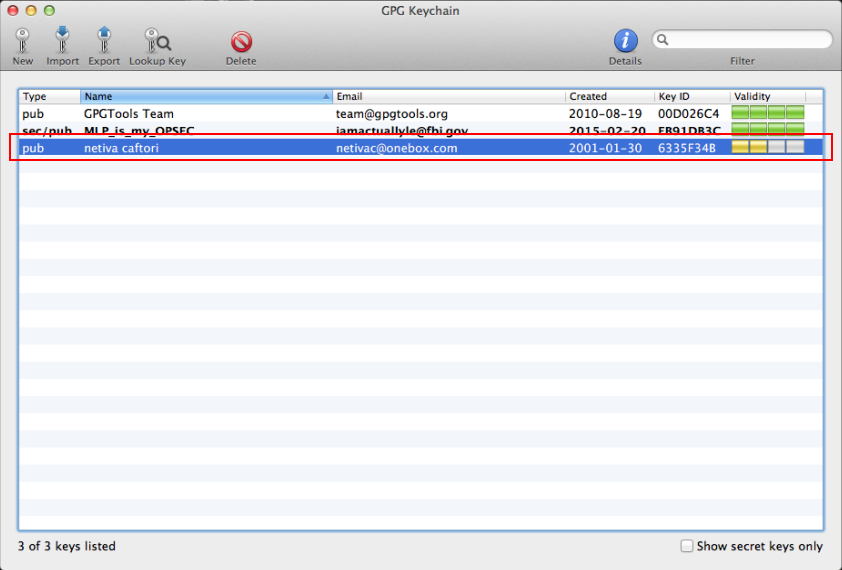 GPG Keychain
New Import Export Lookup Key Delete Details Filter
Type Name Email Created Key ID Validity
pub GPGTools Team team@gpgtools.org 2010-08-19 00D026C4
sec/pub MLP_is_my_OPSEC iamactuallyle@fbi.gov 2015-02-20 FB91DB3C
pub netiva caftori netivac@onebox.com 2001-01-30 6335F34B
3 of 3 keys listed Show secret keys only